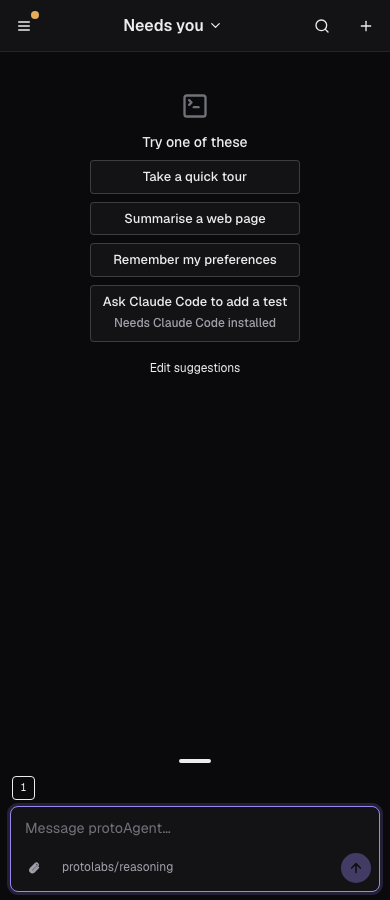 Needs you
Try one of these
Take a quick tour
Summarise a web page
Remember my preferences
Ask Claude Code to add a test
Needs Claude Code installed
Edit suggestions
1
Message protoAgent…
protolabs/reasoning